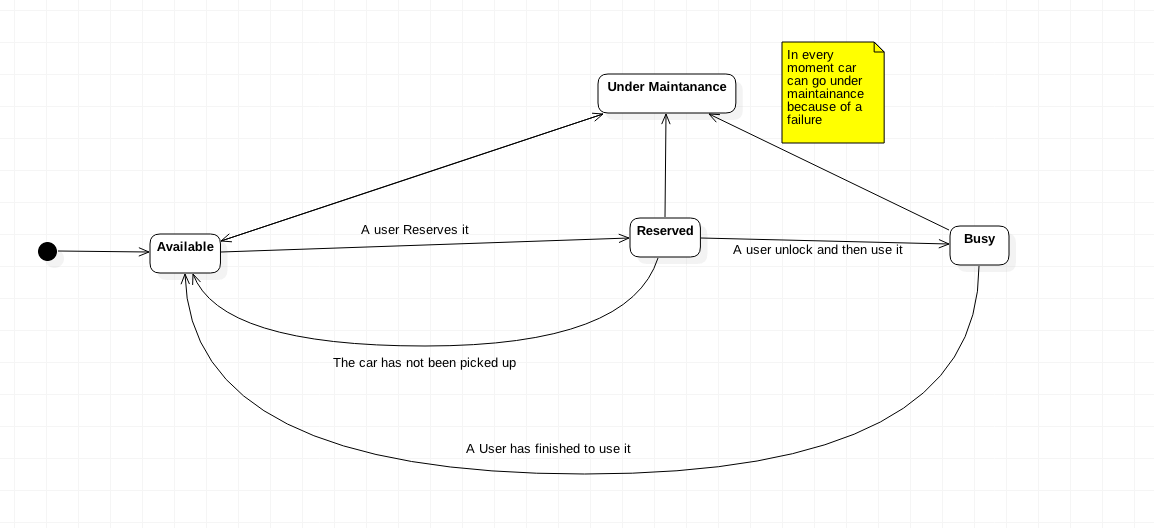 In every
moment car
can go under
maintainance
because of a
failure
Under Maintanance
A user Reserves it
Available
Reserved
Busy
A user unlock and then use it
The car has not been picked up
A User has finished to use it